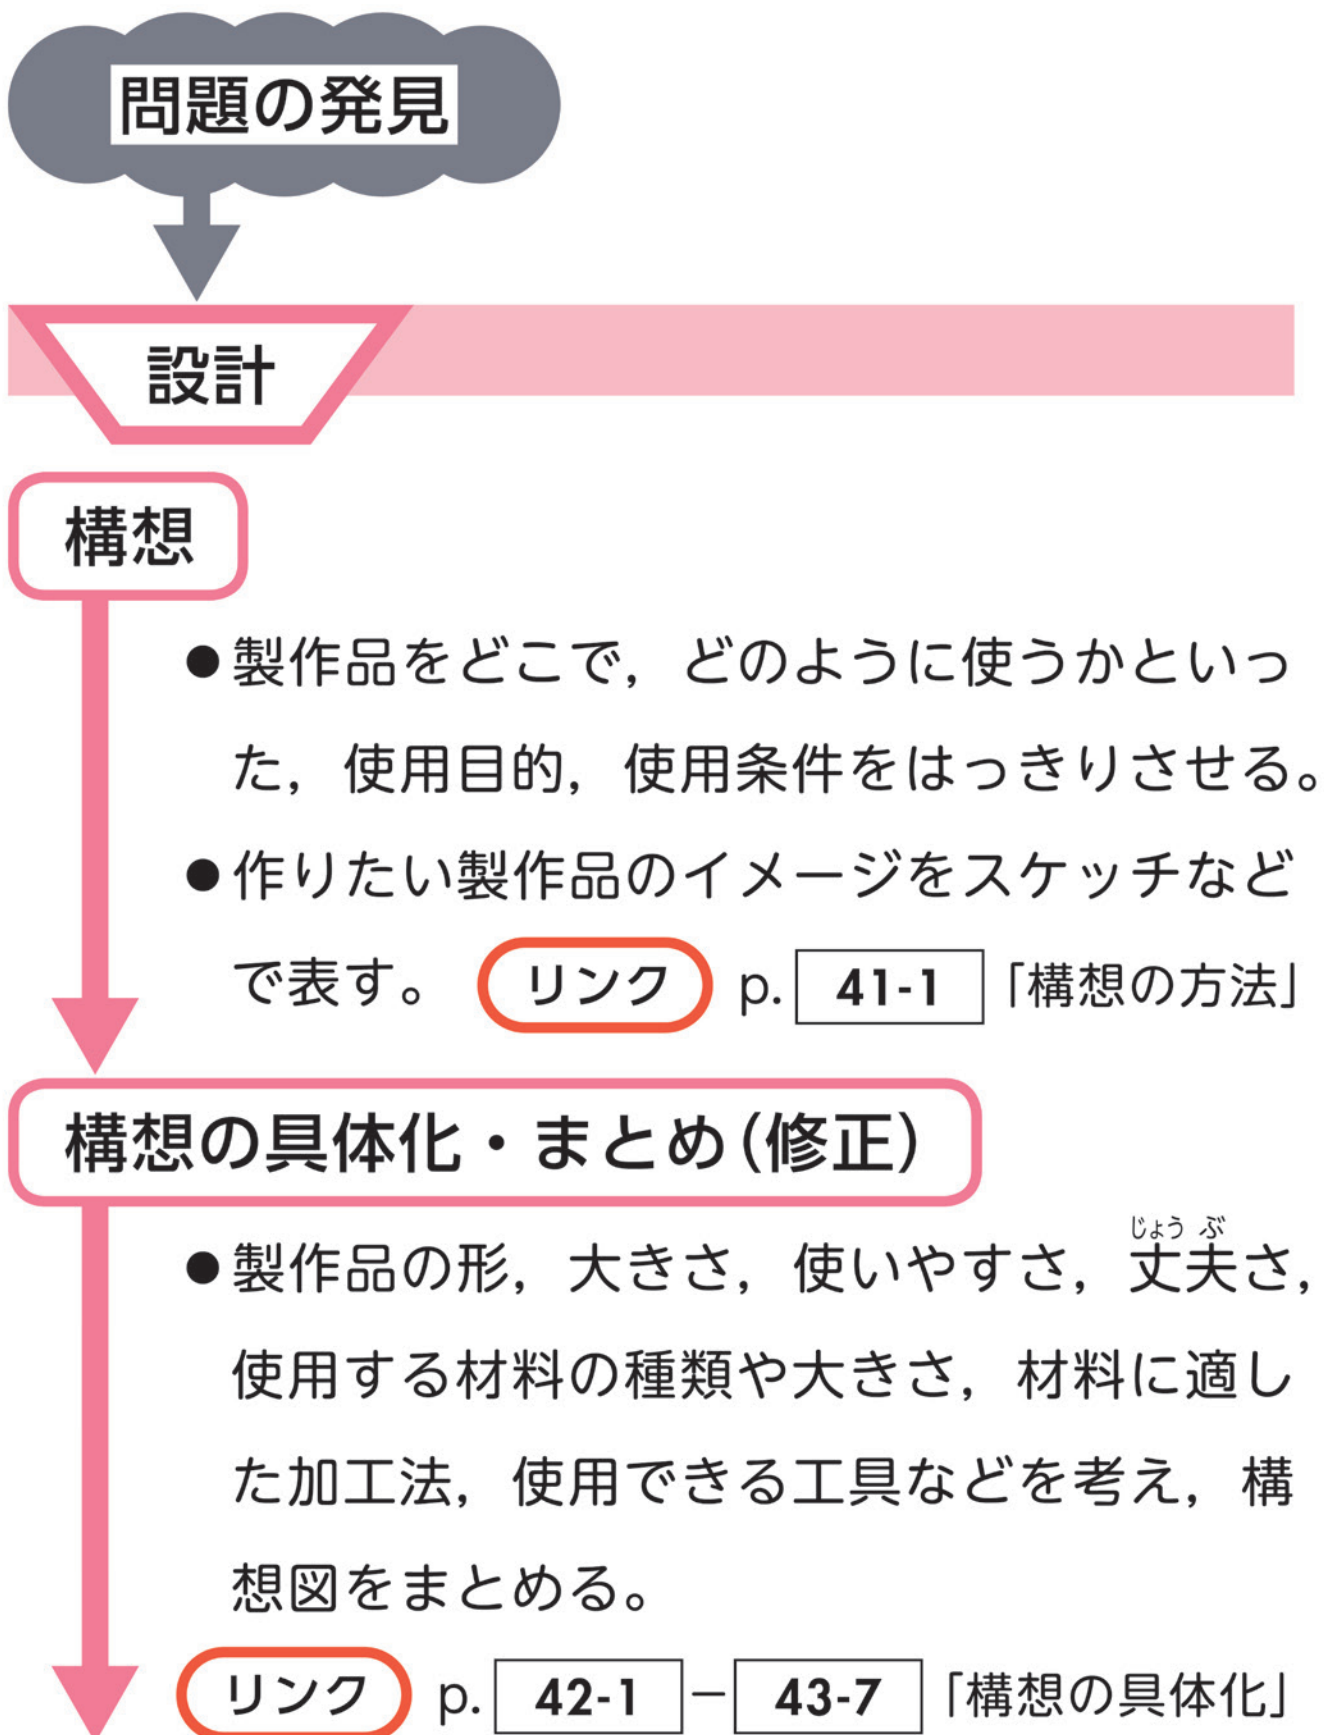 問題の発見
設計
構想
●製作品をどこで，どのように使うかといっ
た，使用目的，使用条件をはっきりさせる。
●作りたい製作品のイメージをスケッチなど
で表す。 リンク p. 41-1 「構想の方法」
構想の具体化・まとめ(修正)
じょう ぶ
●製作品の形，大きさ，使いやすさ，丈夫さ，
使用する材料の種類や大きさ，材料に適し
た加工法，使用できる工具などを考え，構
想図をまとめる。
リンク p. 42-1 − 43-7 「構想の具体化」